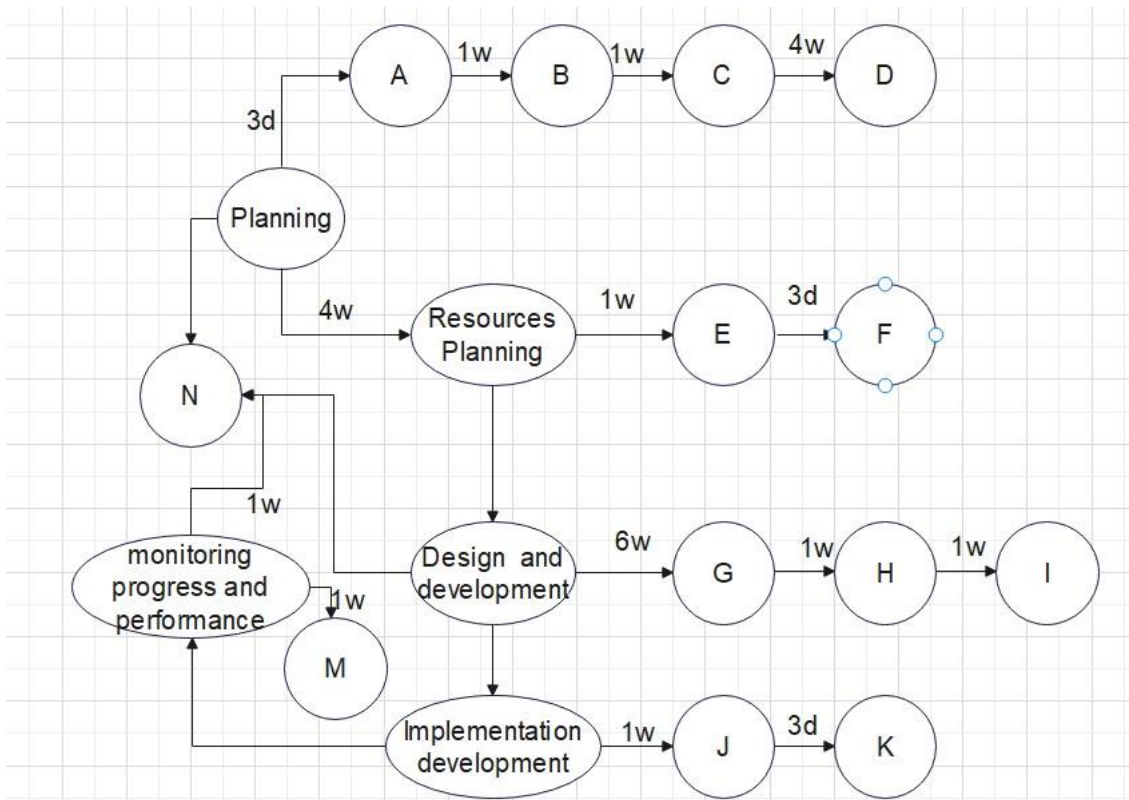 1w
1w
4w
A
B
C
D
3d
Planning
4w
Resources
Planning
1w
E
3d
F
N
1w
monitoring
progress and
performance
1w
M
Design and
development
6w
G
1w
H
1w
I
Implementation
development
1w
J
3d
K